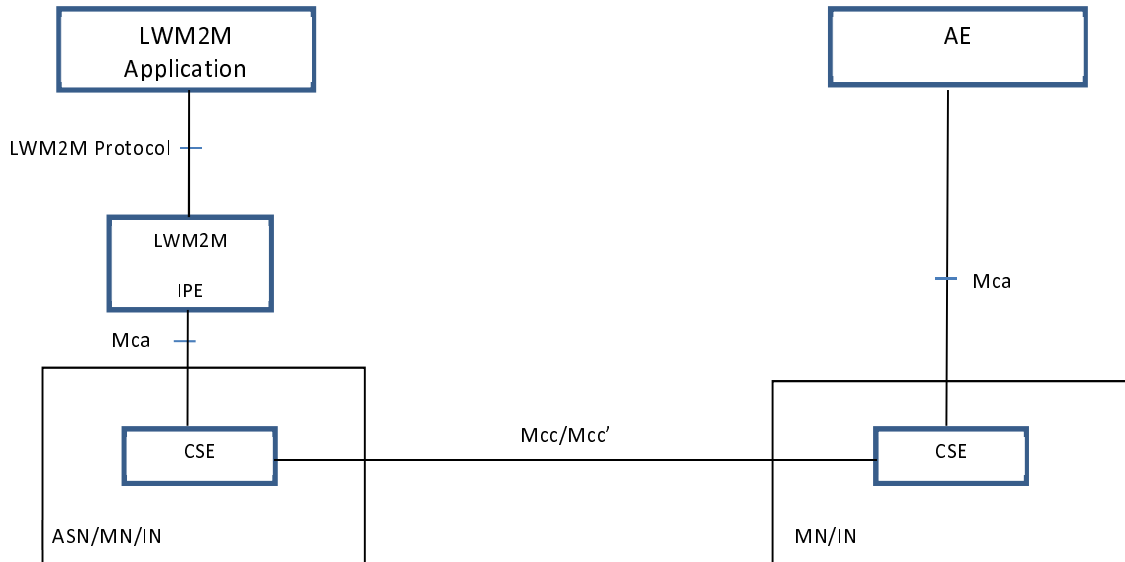 LWM2M
Application
AE
LWM2M Protocol
LWM2M
IPE
Mca
Mca
CSE
Mcc/Mcc’
CSE
ASN/MN/IN
MN/IN